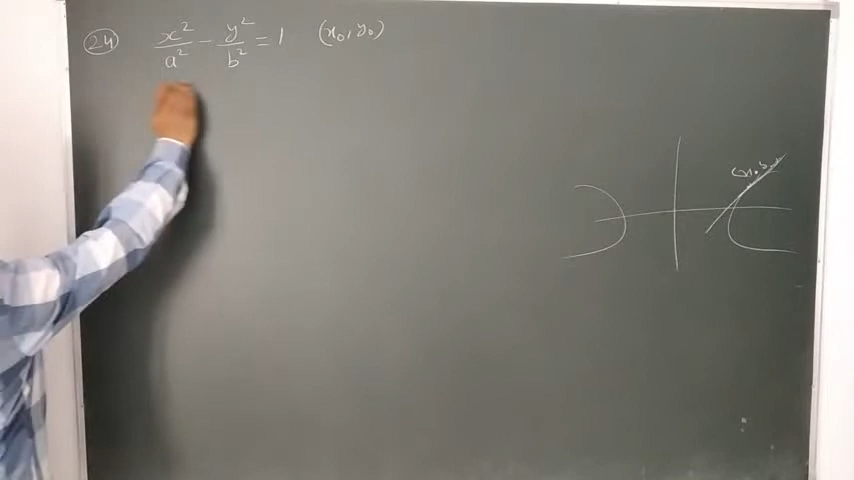 24 x²/a² - y²/b² = 1 (x₀, y₀)